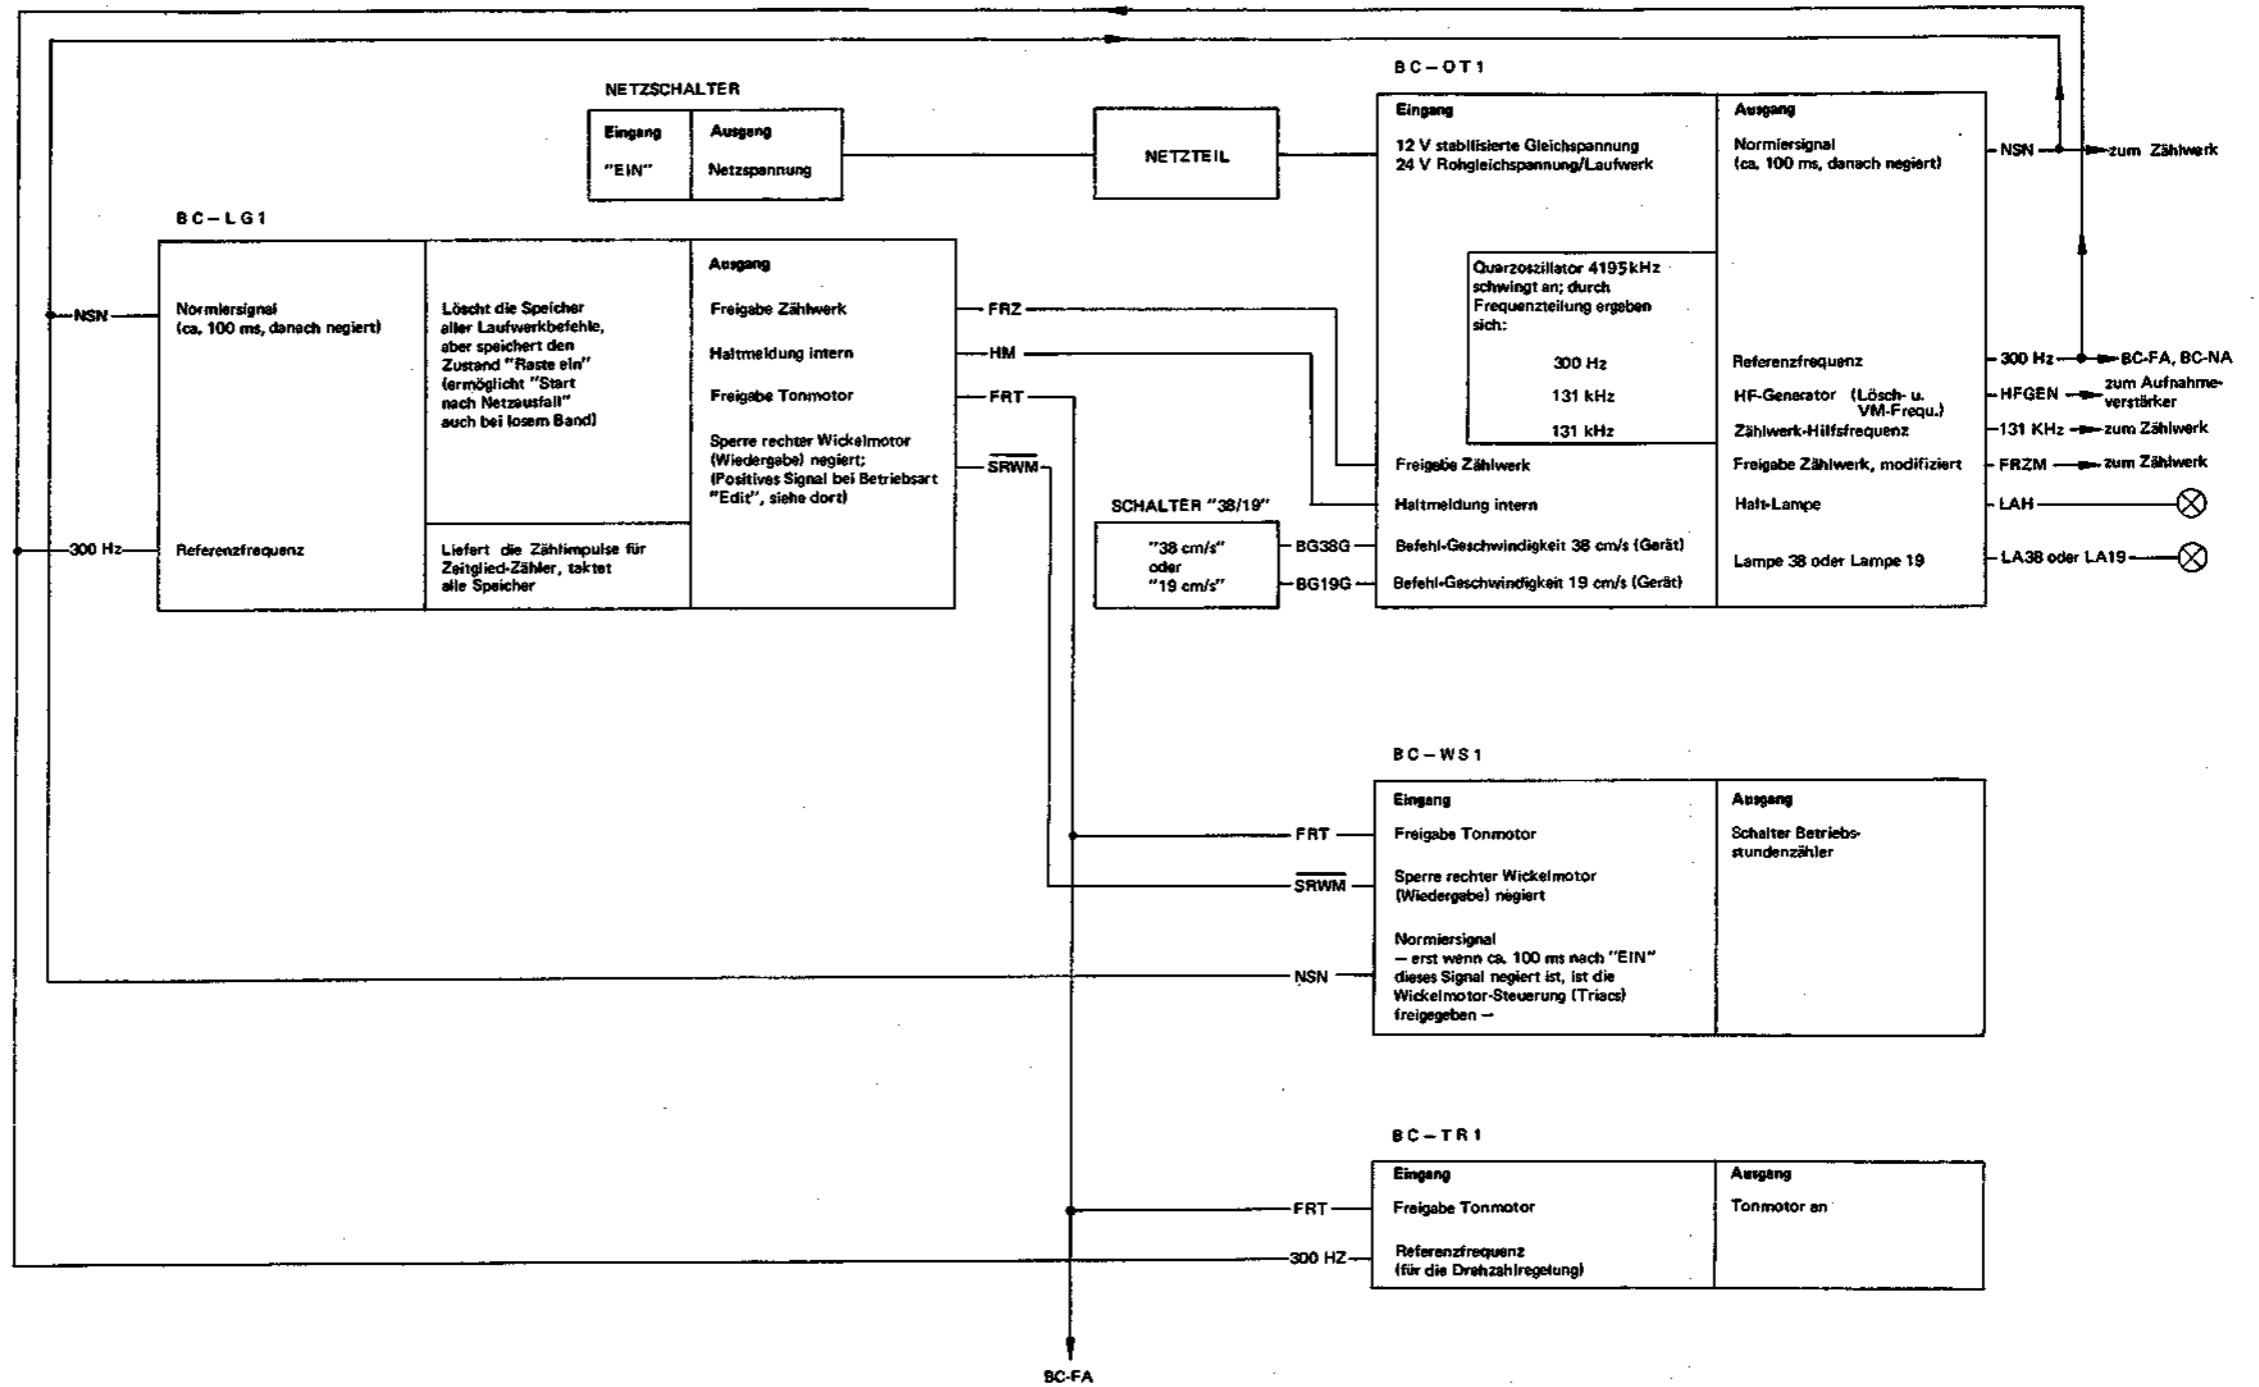 BC-OT1
NETZSCHALTER
Eingang
Ausgang
"EIN"
Netzspannung
NETZTEIL
Eingang
12 V stabilisierte Gleichspannung
24 V Rohgleichspannung/Laufwerk
Ausgang
Normiersignal
(ca. 100 ms, danach negiert)
NSN
zum Zählwerk
Quarzoszillator 4195 kHz
schwingt an; durch
Frequenzteilung ergeben
sich:
300 Hz
131 kHz
131 kHz
Referenzfrequenz
HF-Generator (Lösch- u.
VM-Frequ.)
Zählwerk-Hilfsfrequenz
300 Hz
BC-FA, BC-NA
HFGEN
zum Aufnahme-
verstärker
131 KHz
zum Zählwerk
Freigabe Zählwerk
Freigabe Zählwerk, modifiziert
FRZM
zum Zählwerk
Haltmeldung intern
Halt-Lampe
LAH
Befehl-Geschwindigkeit 38 cm/s (Gerät)
Befehl-Geschwindigkeit 19 cm/s (Gerät)
Lampe 38 oder Lampe 19
LA38 oder LA19
SCHALTER "38/19"
"38 cm/s"
oder
"19 cm/s"
BG38G
BG19G
BC-LG1
NSN
Normiersignal
(ca. 100 ms, danach negiert)
300 Hz
Referenzfrequenz
Löscht die Speicher
aller Laufwerkbefehle,
aber speichert den
Zustand "Raste ein"
(ermöglicht "Start
nach Netzausfall"
auch bei losem Band)
Liefert die Zählimpulse für
Zeitglied-Zähler, taktet
alle Speicher
Ausgang
Freigabe Zählwerk
Haltmeldung intern
Freigabe Tonmotor
Sperre rechter Wickelmotor
(Wiedergabe) negiert;
(Positives Signal bei Betriebsart
"Edit", siehe dort)
FRZ
HM
FRT
SRWM
BC-WS1
Eingang
Ausgang
FRT
Freigabe Tonmotor
Schalter Betriebs-
stundenzähler
SRWM
Sperre rechter Wickelmotor
(Wiedergabe) negiert
NSN
Normiersignal
— erst wenn ca. 100 ms nach "EIN"
dieses Signal negiert ist, ist die
Wickelmotor-Steuerung (Triacs)
freigegeben —
BC-TR1
Eingang
Ausgang
FRT
Freigabe Tonmotor
Tonmotor an
300 HZ
Referenzfrequenz
(für die Drehzahlregelung)
BC-FA